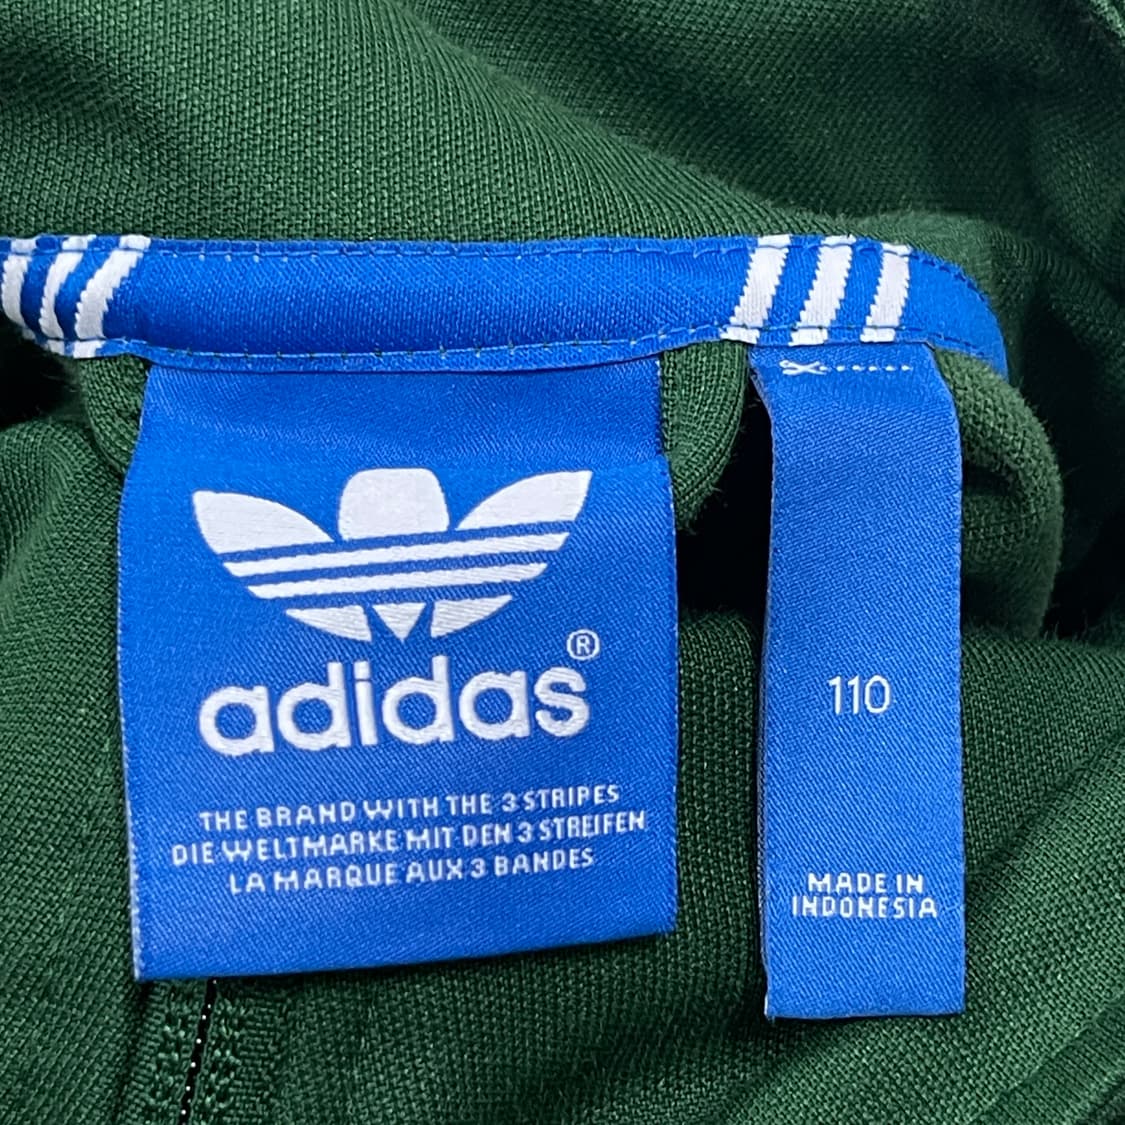 adidas®
THE BRAND WITH THE 3 STRIPES
DIE WELTMARKE MIT DEN 3 STREIFEN
LA MARQUE AUX 3 BANDES
110
MADE IN
INDONESIA